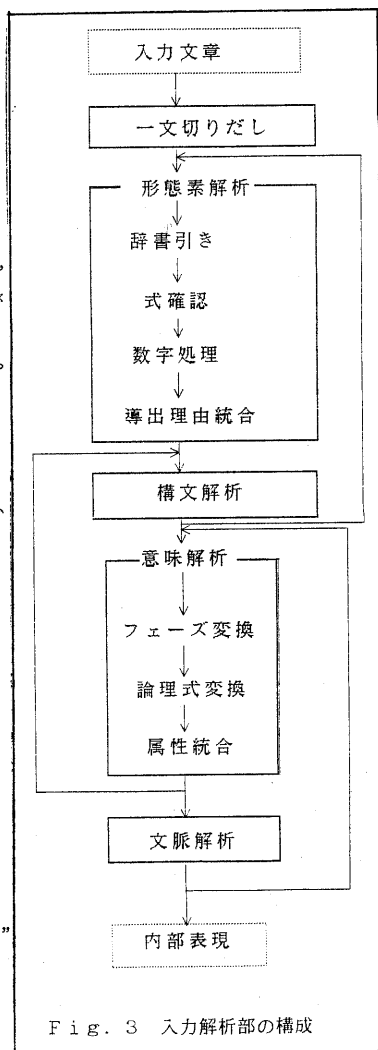 入力文章
一文切りだし
形態素解析
辞書引き
式確認
数字処理
導出理由統合
構文解析
意味解析
フェーズ変換
論理式変換
属性統合
文脈解析
内部表現
Fig. 3 入力解析部の構成